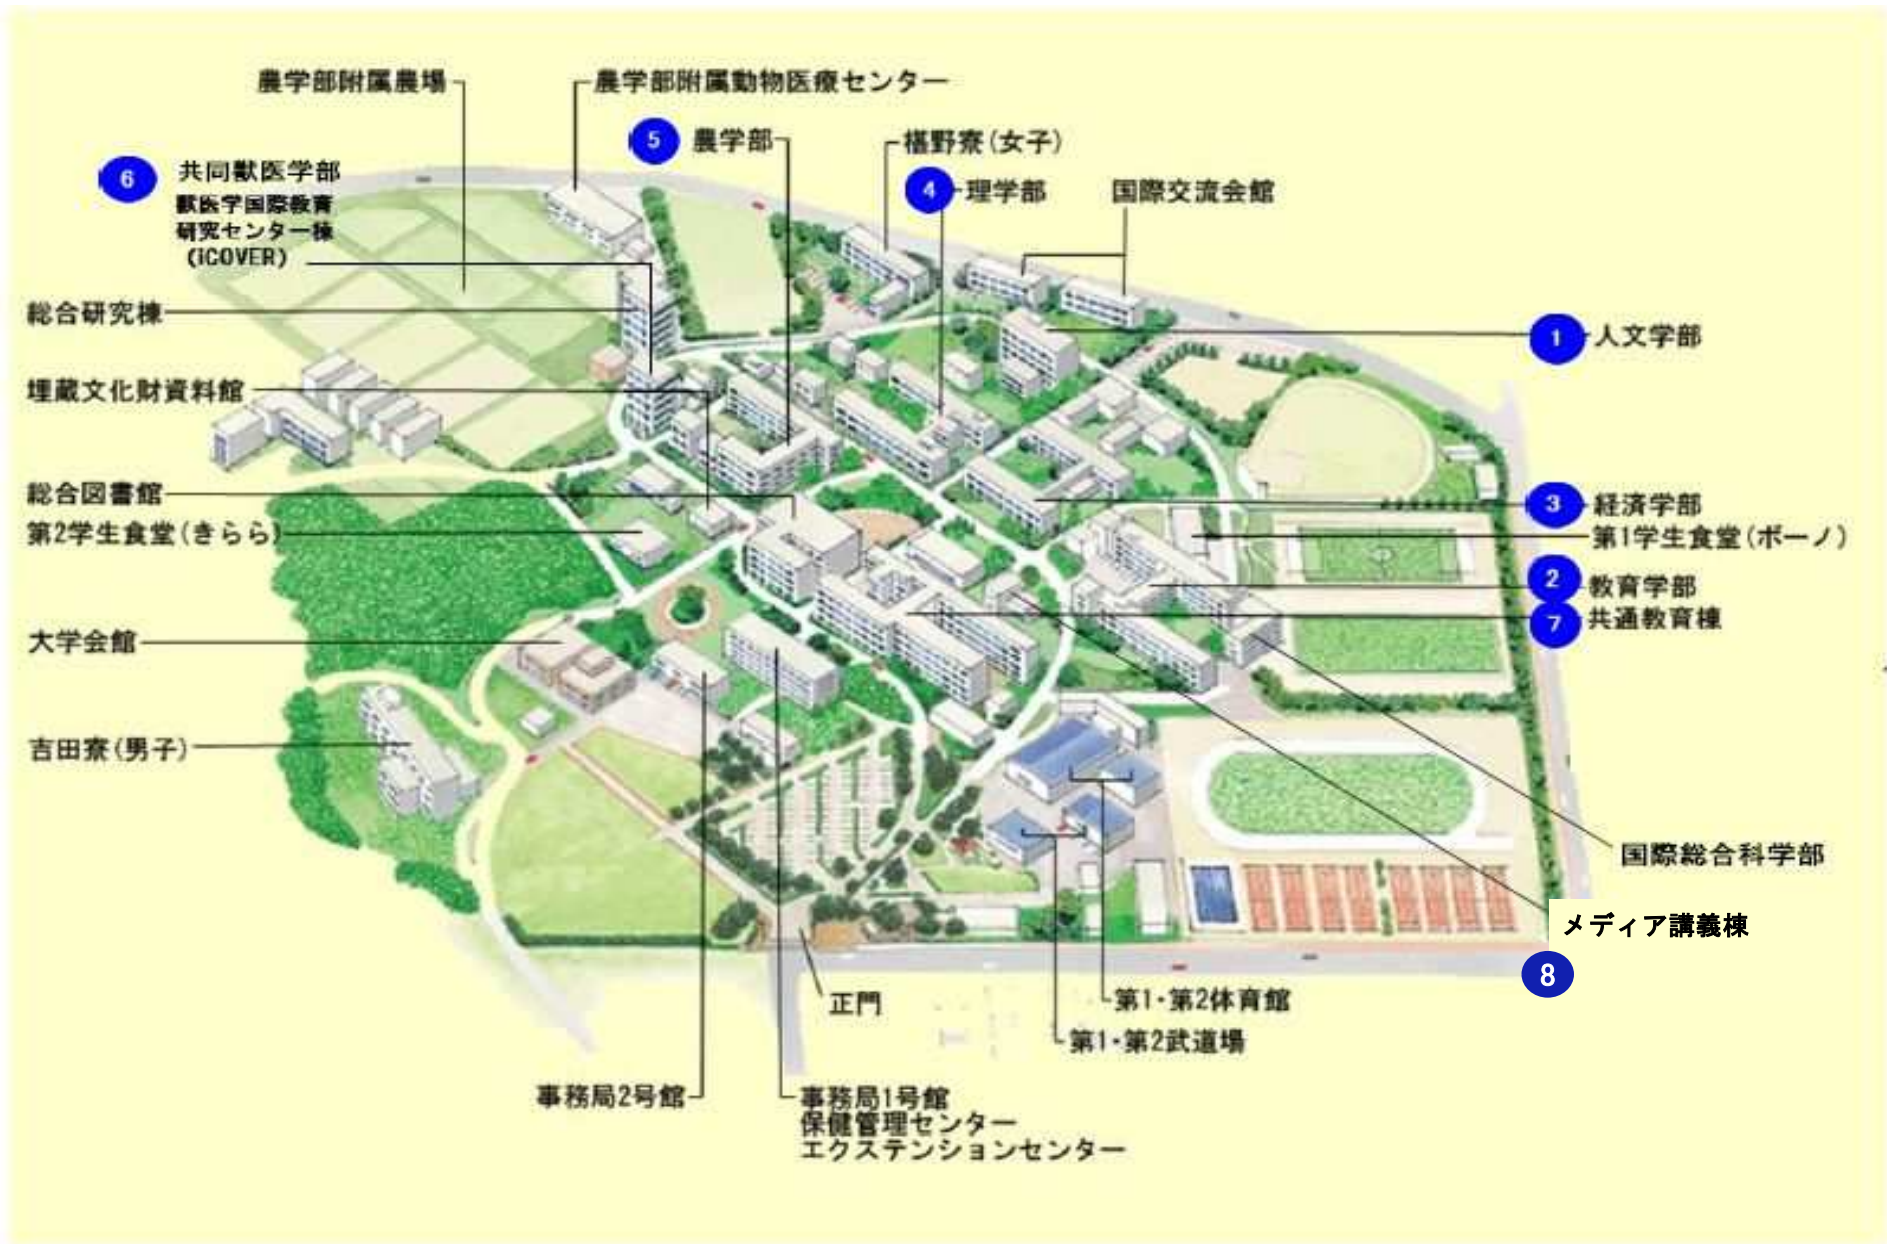 農学部附属農場
農学部附属動物医療センター
5 農学部
椹野寮(女子)
6 共同獣医学部
獣医学国際教育
研究センター棟
(iCOVER)
4 理学部
国際交流会館
総合研究棟
1 人文学部
埋蔵文化財資料館
総合図書館
3 経済学部
第2学生食堂(きらら)
第1学生食堂(ボーノ)
2 教育学部
7 共通教育棟
大学会館
吉田寮(男子)
国際総合科学部
メディア講義棟
8
正門
第1・第2体育館
第1・第2武道場
事務局2号館
事務局1号館
保健管理センター
エクステンションセンター